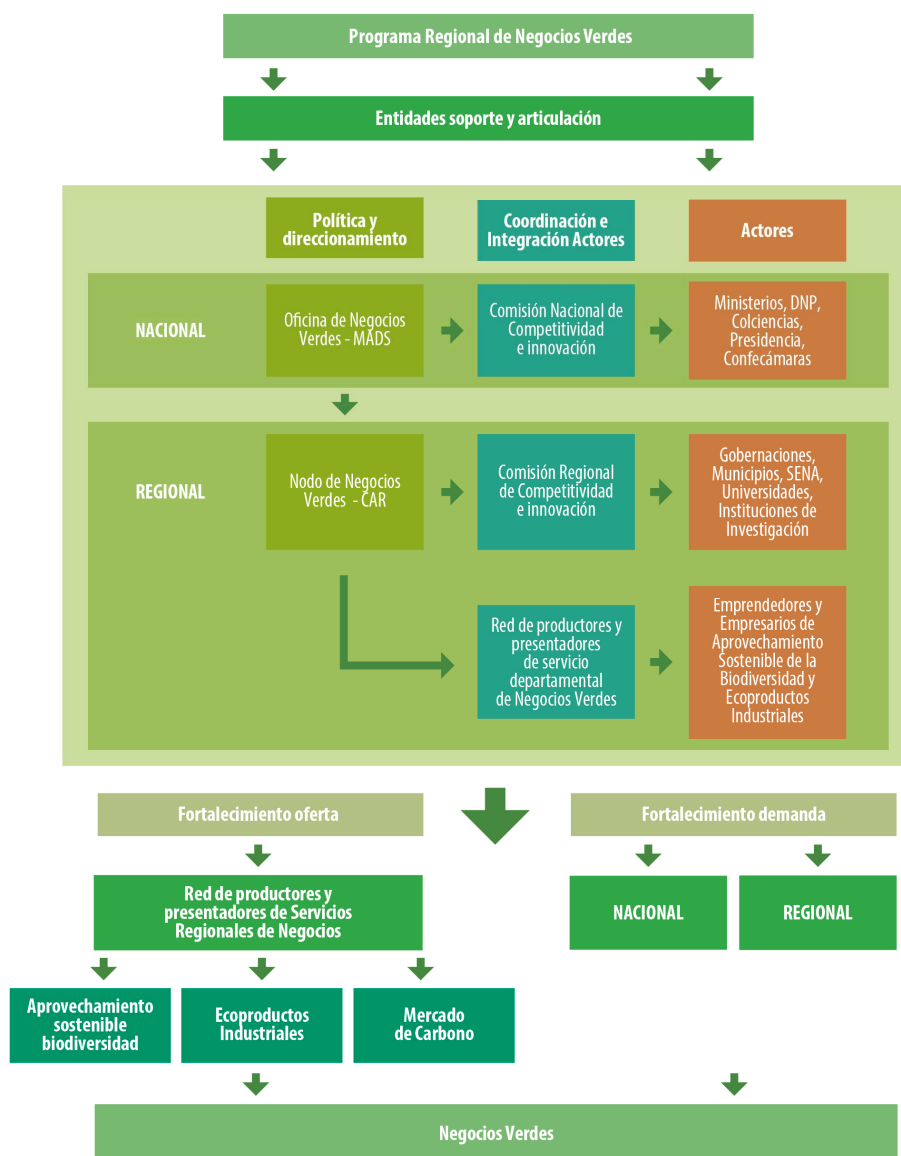 Programa Regional de Negocios Verdes
Entidades soporte y articulación
Política y
direccionamiento
Coordinación e
Integración Actores
Actores
NACIONAL
Oficina de Negocios
Verdes - MADS
Comisión Nacional de
Competitividad
e innovación
Ministerios, DNP,
Colciencias,
Presidencia,
Confecámaras
REGIONAL
Nodo de Negocios
Verdes - CAR
Comisión Regional
de Competitividad
e innovación
Gobernaciones,
Municipios, SENA,
Universidades,
Instituciones de
Investigación
Red de productores y
presentadores
de servicio
departamental
de Negocios Verdes
Emprendedores y
Empresarios de
Aprovechamiento
Sostenible de la
Biodiversidad y
Ecoproductos
Industriales
Fortalecimiento oferta
Fortalecimiento demanda
Red de productores y
presentadores de Servicios
Regionales de Negocios
NACIONAL
REGIONAL
Aprovechamiento
sostenible
biodiversidad
Ecoproductos
Industriales
Mercado
de Carbono
Negocios Verdes